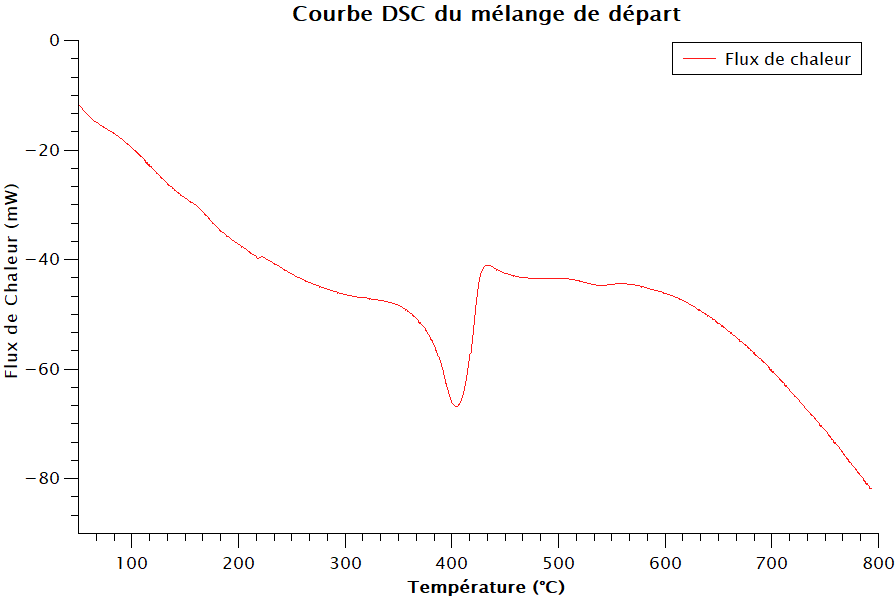 Courbe DSC du mélange de départ
Flux de chaleur
Flux de Chaleur (mW)
0
−20
−40
−60
−80
100 200 300 400 500 600 700 800
Température (°C)